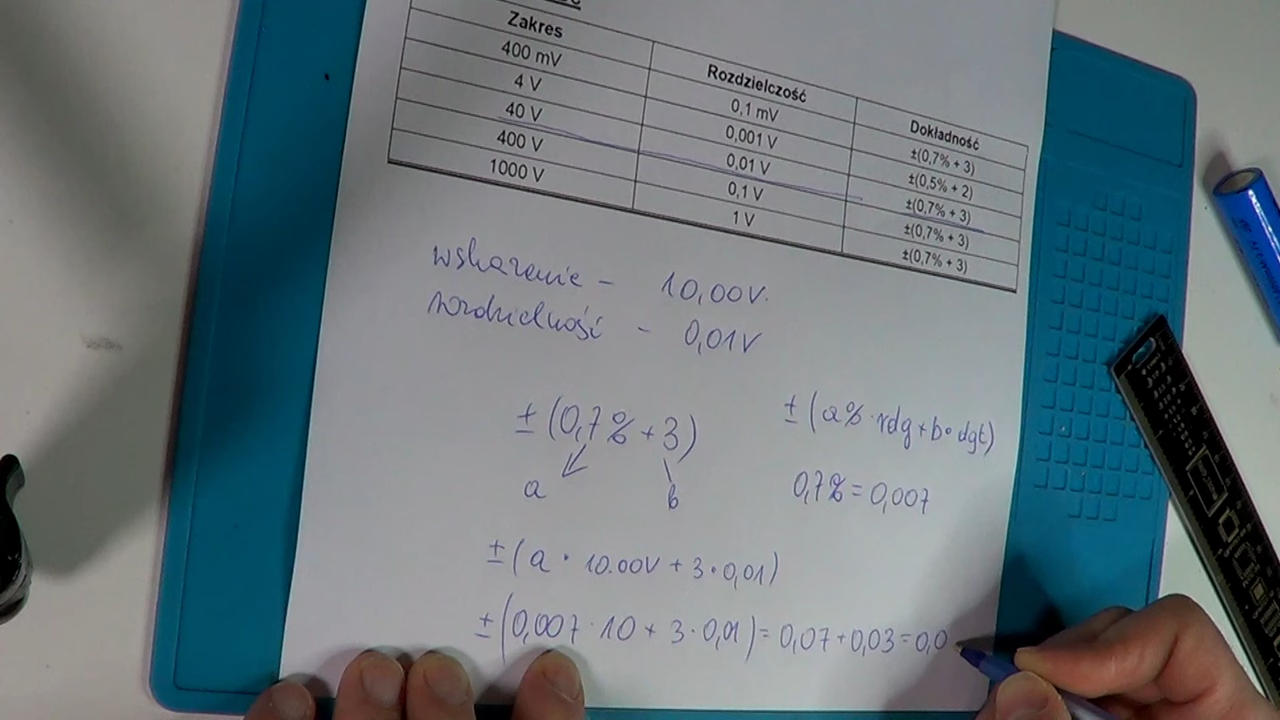 Zakres Rozdzielczość Dokładność
400 mV 0,1 mV ±(0,7% + 3)
4 V 0,001 V ±(0,5% + 2)
40 V 0,01 V ±(0,7% + 3)
400 V 0,1 V ±(0,7% + 3)
1000 V 1 V ±(0,7% + 3)
wskazanie - 10,00V.
rozdzielczość - 0,01V
±(0,7% + 3)
a b
±(a% · rdg + b · dgt)
0,7% = 0,007
±(a · 10.00V + 3 · 0,01)
±(0,007 · 10 + 3 · 0,01) = 0,07 + 0,03 = 0,0